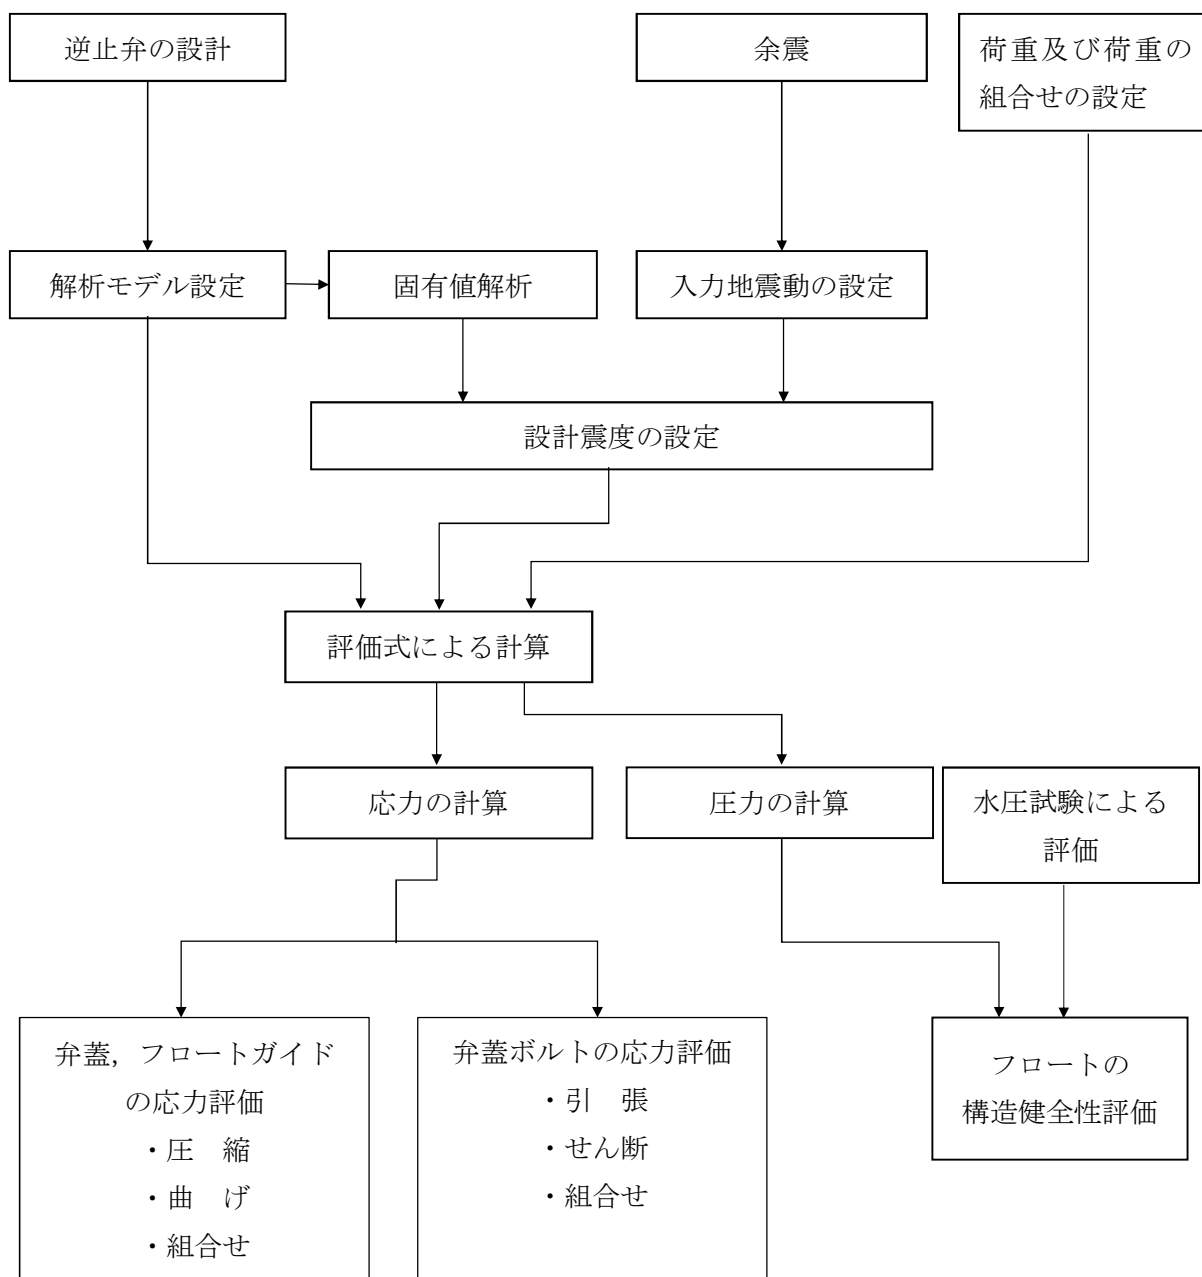 逆止弁の設計
余震
荷重及び荷重の
組合せの設定
解析モデル設定
固有値解析
入力地震動の設定
設計震度の設定
評価式による計算
応力の計算
圧力の計算
水圧試験による
評価
弁蓋，フロートガイド
の応力評価
・圧　縮
・曲　げ
・組合せ
弁蓋ボルトの応力評価
・引　張
・せん断
・組合せ
フロートの
構造健全性評価